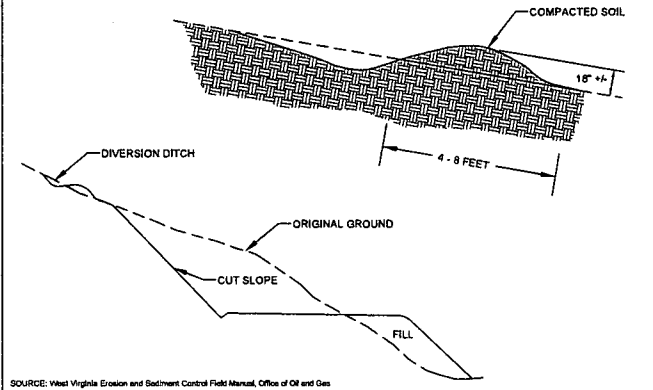 COMPACTED SOIL
18" +/-
4 - 8 FEET
DIVERSION DITCH
ORIGINAL GROUND
CUT SLOPE
FILL
SOURCE: West Virginia Erosion and Sediment Control Field Manual, Office of Oil and Gas